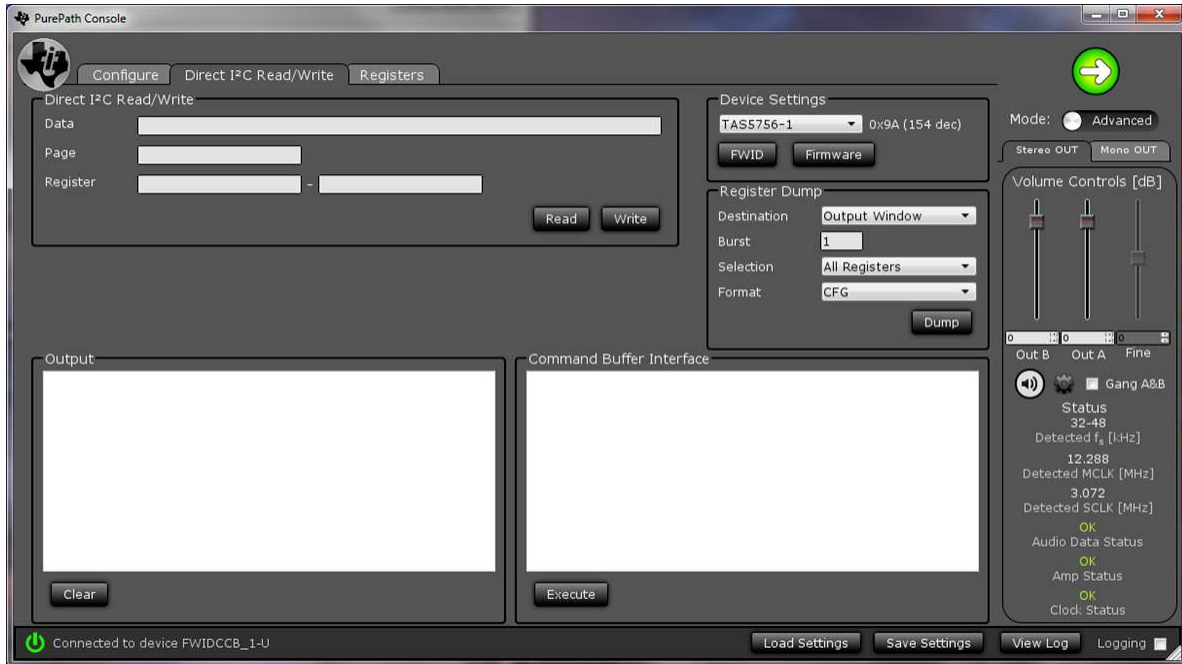 PurePath Console
Configure Direct I²C Read/Write Registers
Direct I²C Read/Write
Data
Page
Register -
Read Write
Device Settings
TAS5756-1 0x9A (154 dec)
FWID Firmware
Register Dump
Destination Output Window
Burst 1
Selection All Registers
Format CFG
Dump
Output
Clear
Command Buffer Interface
Execute
Mode: Advanced
Stereo OUT Mono OUT
Volume Controls [dB]
0 0 0
Out B Out A Fine
Gang A&B
Status
32-48
Detected fs [kHz]
12.288
Detected MCLK [MHz]
3.072
Detected SCLK [MHz]
OK
Audio Data Status
OK
Amp Status
OK
Clock Status
Connected to device FWIDCCB_1-U
Load Settings Save Settings View Log Logging